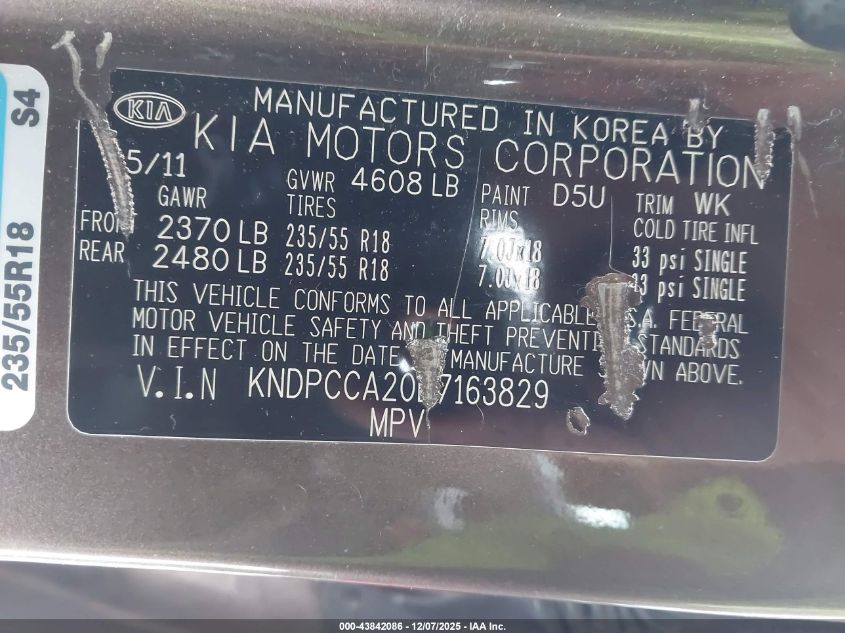 KIA
MANUFACTURED IN KOREA BY
KIA MOTORS CORPORATION
5/11
GAWR GVWR 4608 LB PAINT D5U TRIM WK
TIRES RIMS COLD TIRE INFL
FRONT 2370 LB 235/55 R18 33 psi SINGLE
REAR 2480 LB 235/55 R18 psi SINGLE
THIS VEHICLE CONFORMS TO ALL APPLICABLE FEDERAL
MOTOR VEHICLE SAFETY AND THEFT PREVENTION STANDARDS
IN EFFECT ON THE DATE MANUFACTURE ABOVE.
V.I.N
MPV
235/55R18 S4
000-43842086 - 12/07/2025 - IAA Inc.